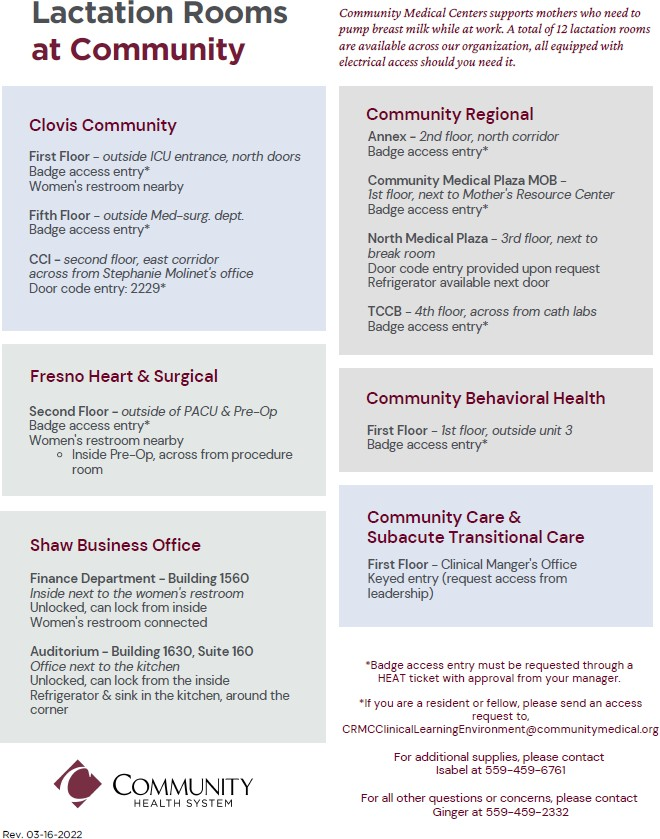 Lactation Rooms
at Community
Community Medical Centers supports mothers who need to
pump breast milk while at work. A total of 12 lactation rooms
are available across our organization, all equipped with
electrical access should you need it.
Clovis Community
First Floor – outside ICU entrance, north doors
Badge access entry*
Women's restroom nearby
Fifth Floor – outside Med-surg. dept.
Badge access entry*
CCI – second floor, east corridor
across from Stephanie Molinet's office
Door code entry: 2229*
Fresno Heart & Surgical
Second Floor – outside of PACU & Pre-Op
Badge access entry*
Women's restroom nearby
○ Inside Pre-Op, across from procedure
room
Shaw Business Office
Finance Department – Building 1560
Inside next to the women's restroom
Unlocked, can lock from inside
Women's restroom connected
Auditorium – Building 1630, Suite 160
Office next to the kitchen
Unlocked, can lock from the inside
Refrigerator & sink in the kitchen, around the
corner
Community Regional
Annex – 2nd floor, north corridor
Badge access entry*
Community Medical Plaza MOB –
1st floor, next to Mother's Resource Center
Badge access entry*
North Medical Plaza – 3rd floor, next to
break room
Door code entry provided upon request
Refrigerator available next door
TCCB – 4th floor, across from cath labs
Badge access entry*
Community Behavioral Health
First Floor – 1st floor, outside unit 3
Badge access entry*
Community Care &
Subacute Transitional Care
First Floor – Clinical Manger's Office
Keyed entry (request access from
leadership)
*Badge access entry must be requested through a
HEAT ticket with approval from your manager.
*If you are a resident or fellow, please send an access
request to,
CRMCClinicalLearningEnvironment@communitymedical.org
For additional supplies, please contact
Isabel at 559-459-6761
For all other questions or concerns, please contact
Ginger at 559-459-2332
COMMUNITY
HEALTH SYSTEM
Rev. 03-16-2022